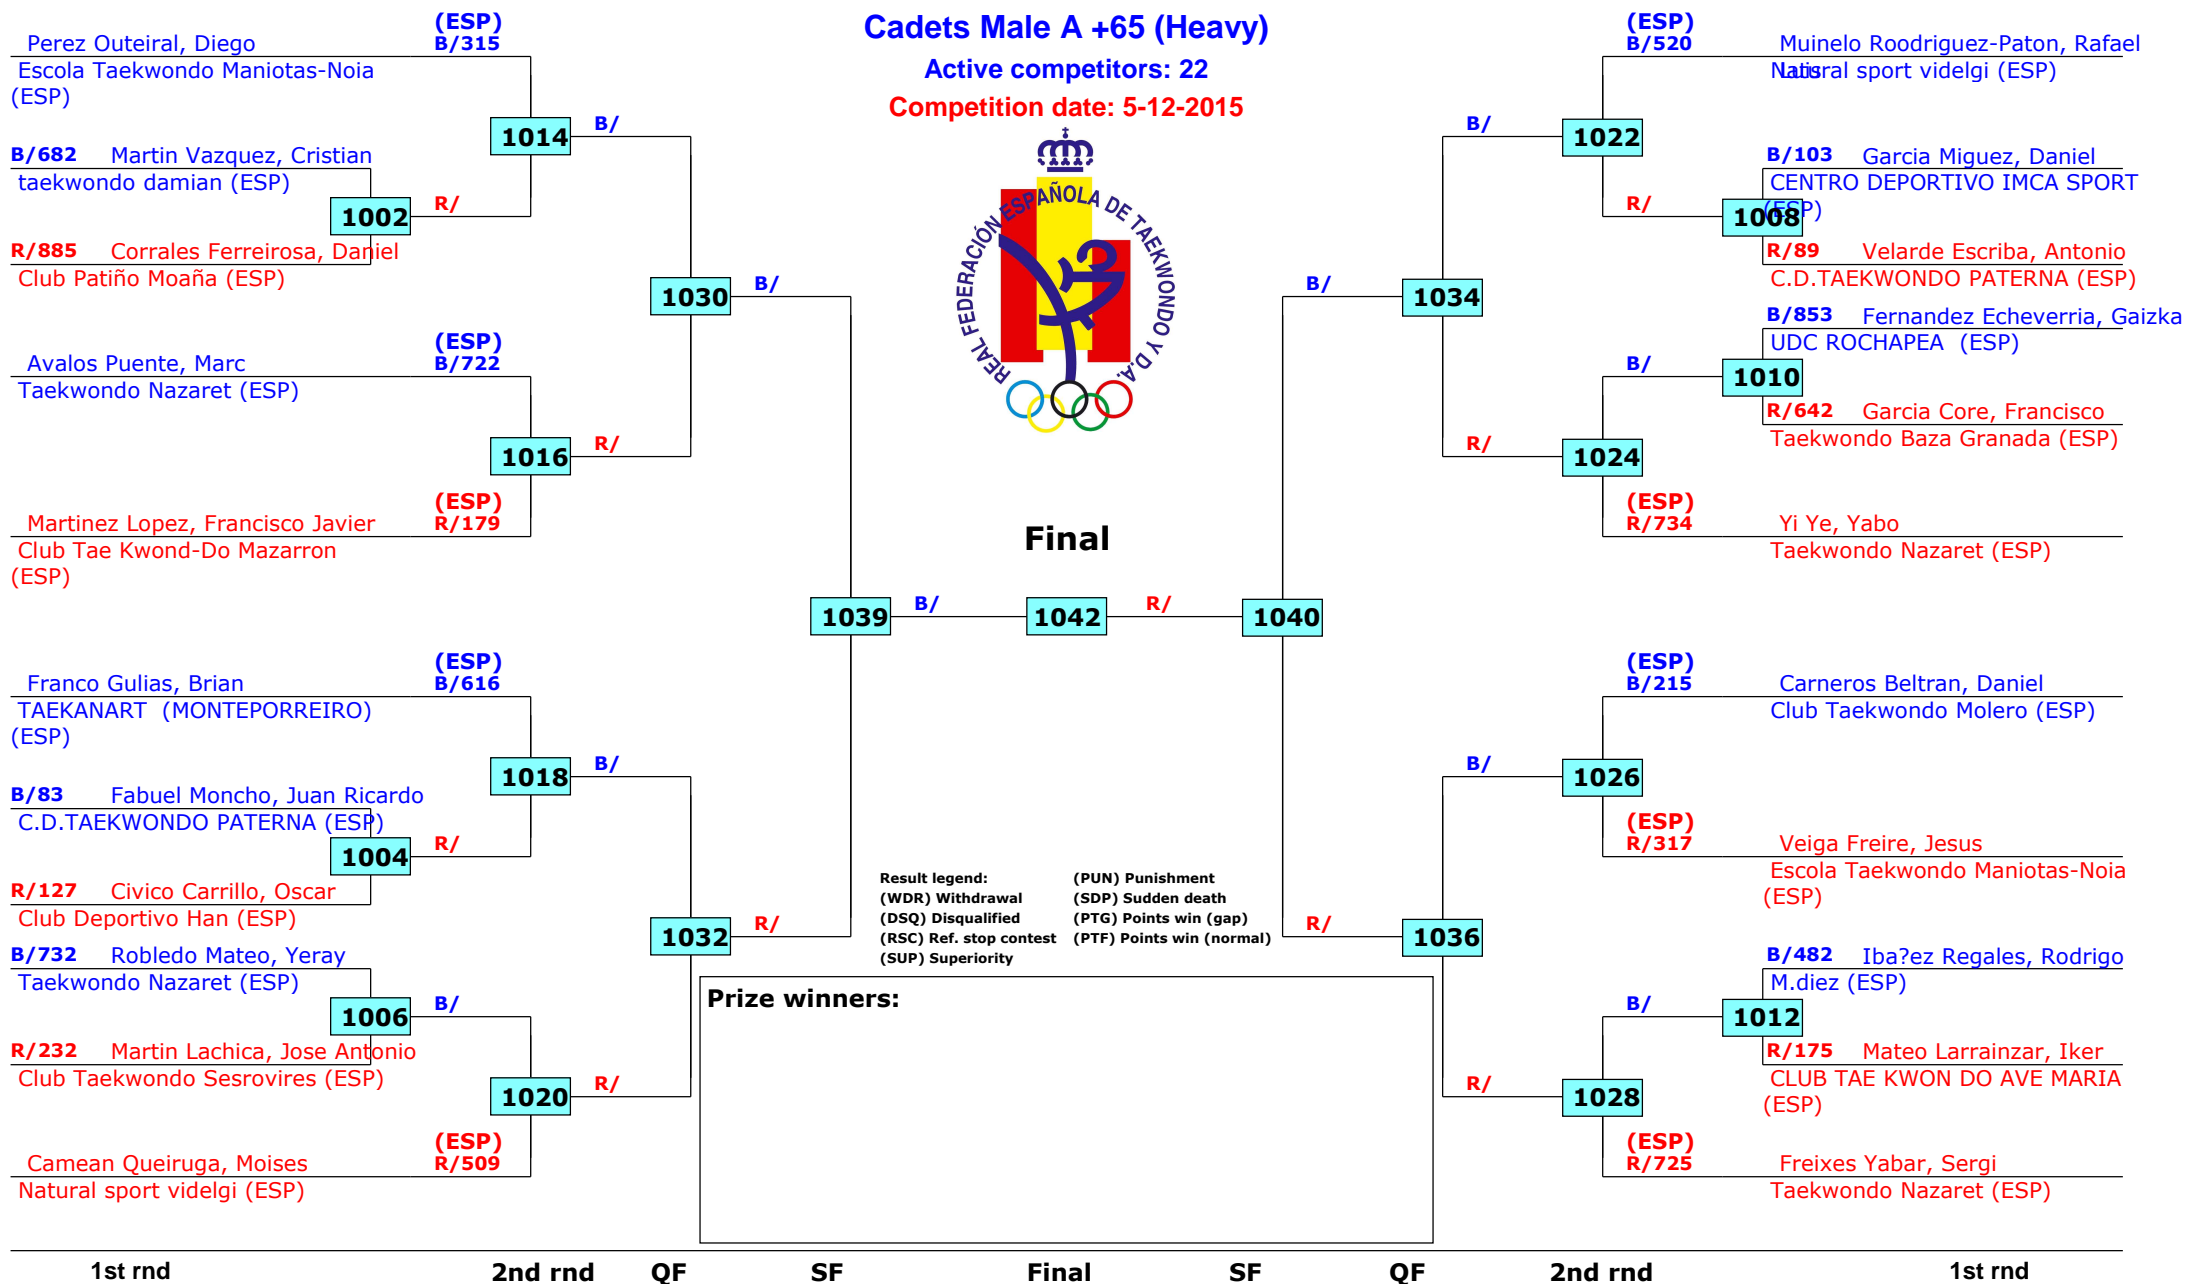 Cadets Male A +65 (Heavy)
Active competitors: 22
Competition date: 5-12-2015
REAL FEDERACIÓN ESPAÑOLA DE TAEKWONDO Y D.A.
(ESP)
Perez Outeiral, Diego B/315
Escola Taekwondo Maniotas-Noia
(ESP)
1014
B/
B/682 Martin Vazquez, Cristian
taekwondo damian (ESP)
1002
R/
R/885 Corrales Ferreirosa, Daniel
Club Patiño Moaña (ESP)
1030
B/
(ESP)
Avalos Puente, Marc B/722
Taekwondo Nazaret (ESP)
1016
R/
(ESP)
Martinez Lopez, Francisco Javier R/179
Club Tae Kwond-Do Mazarron
(ESP)
1039
B/
(ESP)
Franco Gulias, Brian B/616
TAEKANART (MONTEPORREIRO)
(ESP)
1018
B/
B/83 Fabuel Moncho, Juan Ricardo
C.D.TAEKWONDO PATERNA (ESP)
1004
R/
R/127 Civico Carrillo, Oscar
Club Deportivo Han (ESP)
1032
R/
B/732 Robledo Mateo, Yeray
Taekwondo Nazaret (ESP)
1006
B/
R/232 Martin Lachica, Jose Antonio
Club Taekwondo Sesrovires (ESP)
1020
R/
(ESP)
Camean Queiruga, Moises R/509
Natural sport videlgi (ESP)
Final
1042
R/
1040
(ESP)
B/520 Muinelo Roodriguez-Paton, Rafael
Luis
Natural sport videlgi (ESP)
B/
1022
B/103 Garcia Miguez, Daniel
CENTRO DEPORTIVO IMCA SPORT
(ESP)
R/
1008
R/89 Velarde Escriba, Antonio
C.D.TAEKWONDO PATERNA (ESP)
B/
1034
B/853 Fernandez Echeverria, Gaizka
UDC ROCHAPEA (ESP)
B/
1010
R/642 Garcia Core, Francisco
Taekwondo Baza Granada (ESP)
R/
1024
(ESP)
R/734 Yi Ye, Yabo
Taekwondo Nazaret (ESP)
(ESP)
B/215 Carneros Beltran, Daniel
Club Taekwondo Molero (ESP)
B/
1026
(ESP)
R/317 Veiga Freire, Jesus
Escola Taekwondo Maniotas-Noia
(ESP)
R/
1036
B/482 Iba?ez Regales, Rodrigo
M.diez (ESP)
B/
1012
R/175 Mateo Larrainzar, Iker
CLUB TAE KWON DO AVE MARIA
(ESP)
R/
1028
(ESP)
R/725 Freixes Yabar, Sergi
Taekwondo Nazaret (ESP)
Result legend: (PUN) Punishment
(WDR) Withdrawal (SDP) Sudden death
(DSQ) Disqualified (PTG) Points win (gap)
(RSC) Ref. stop contest (PTF) Points win (normal)
(SUP) Superiority
Prize winners:
1st rnd 2nd rnd QF SF Final SF QF 2nd rnd 1st rnd